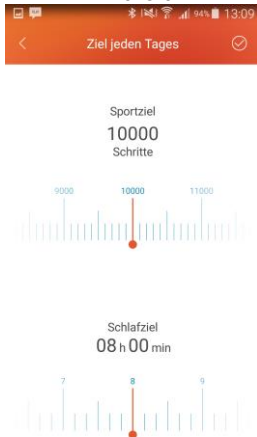 94% 13:09
Ziel jeden Tages
Sportziel
10000
Schritte
9000 10000 11000
Schlafziel
08 h 00 min
7 8 9